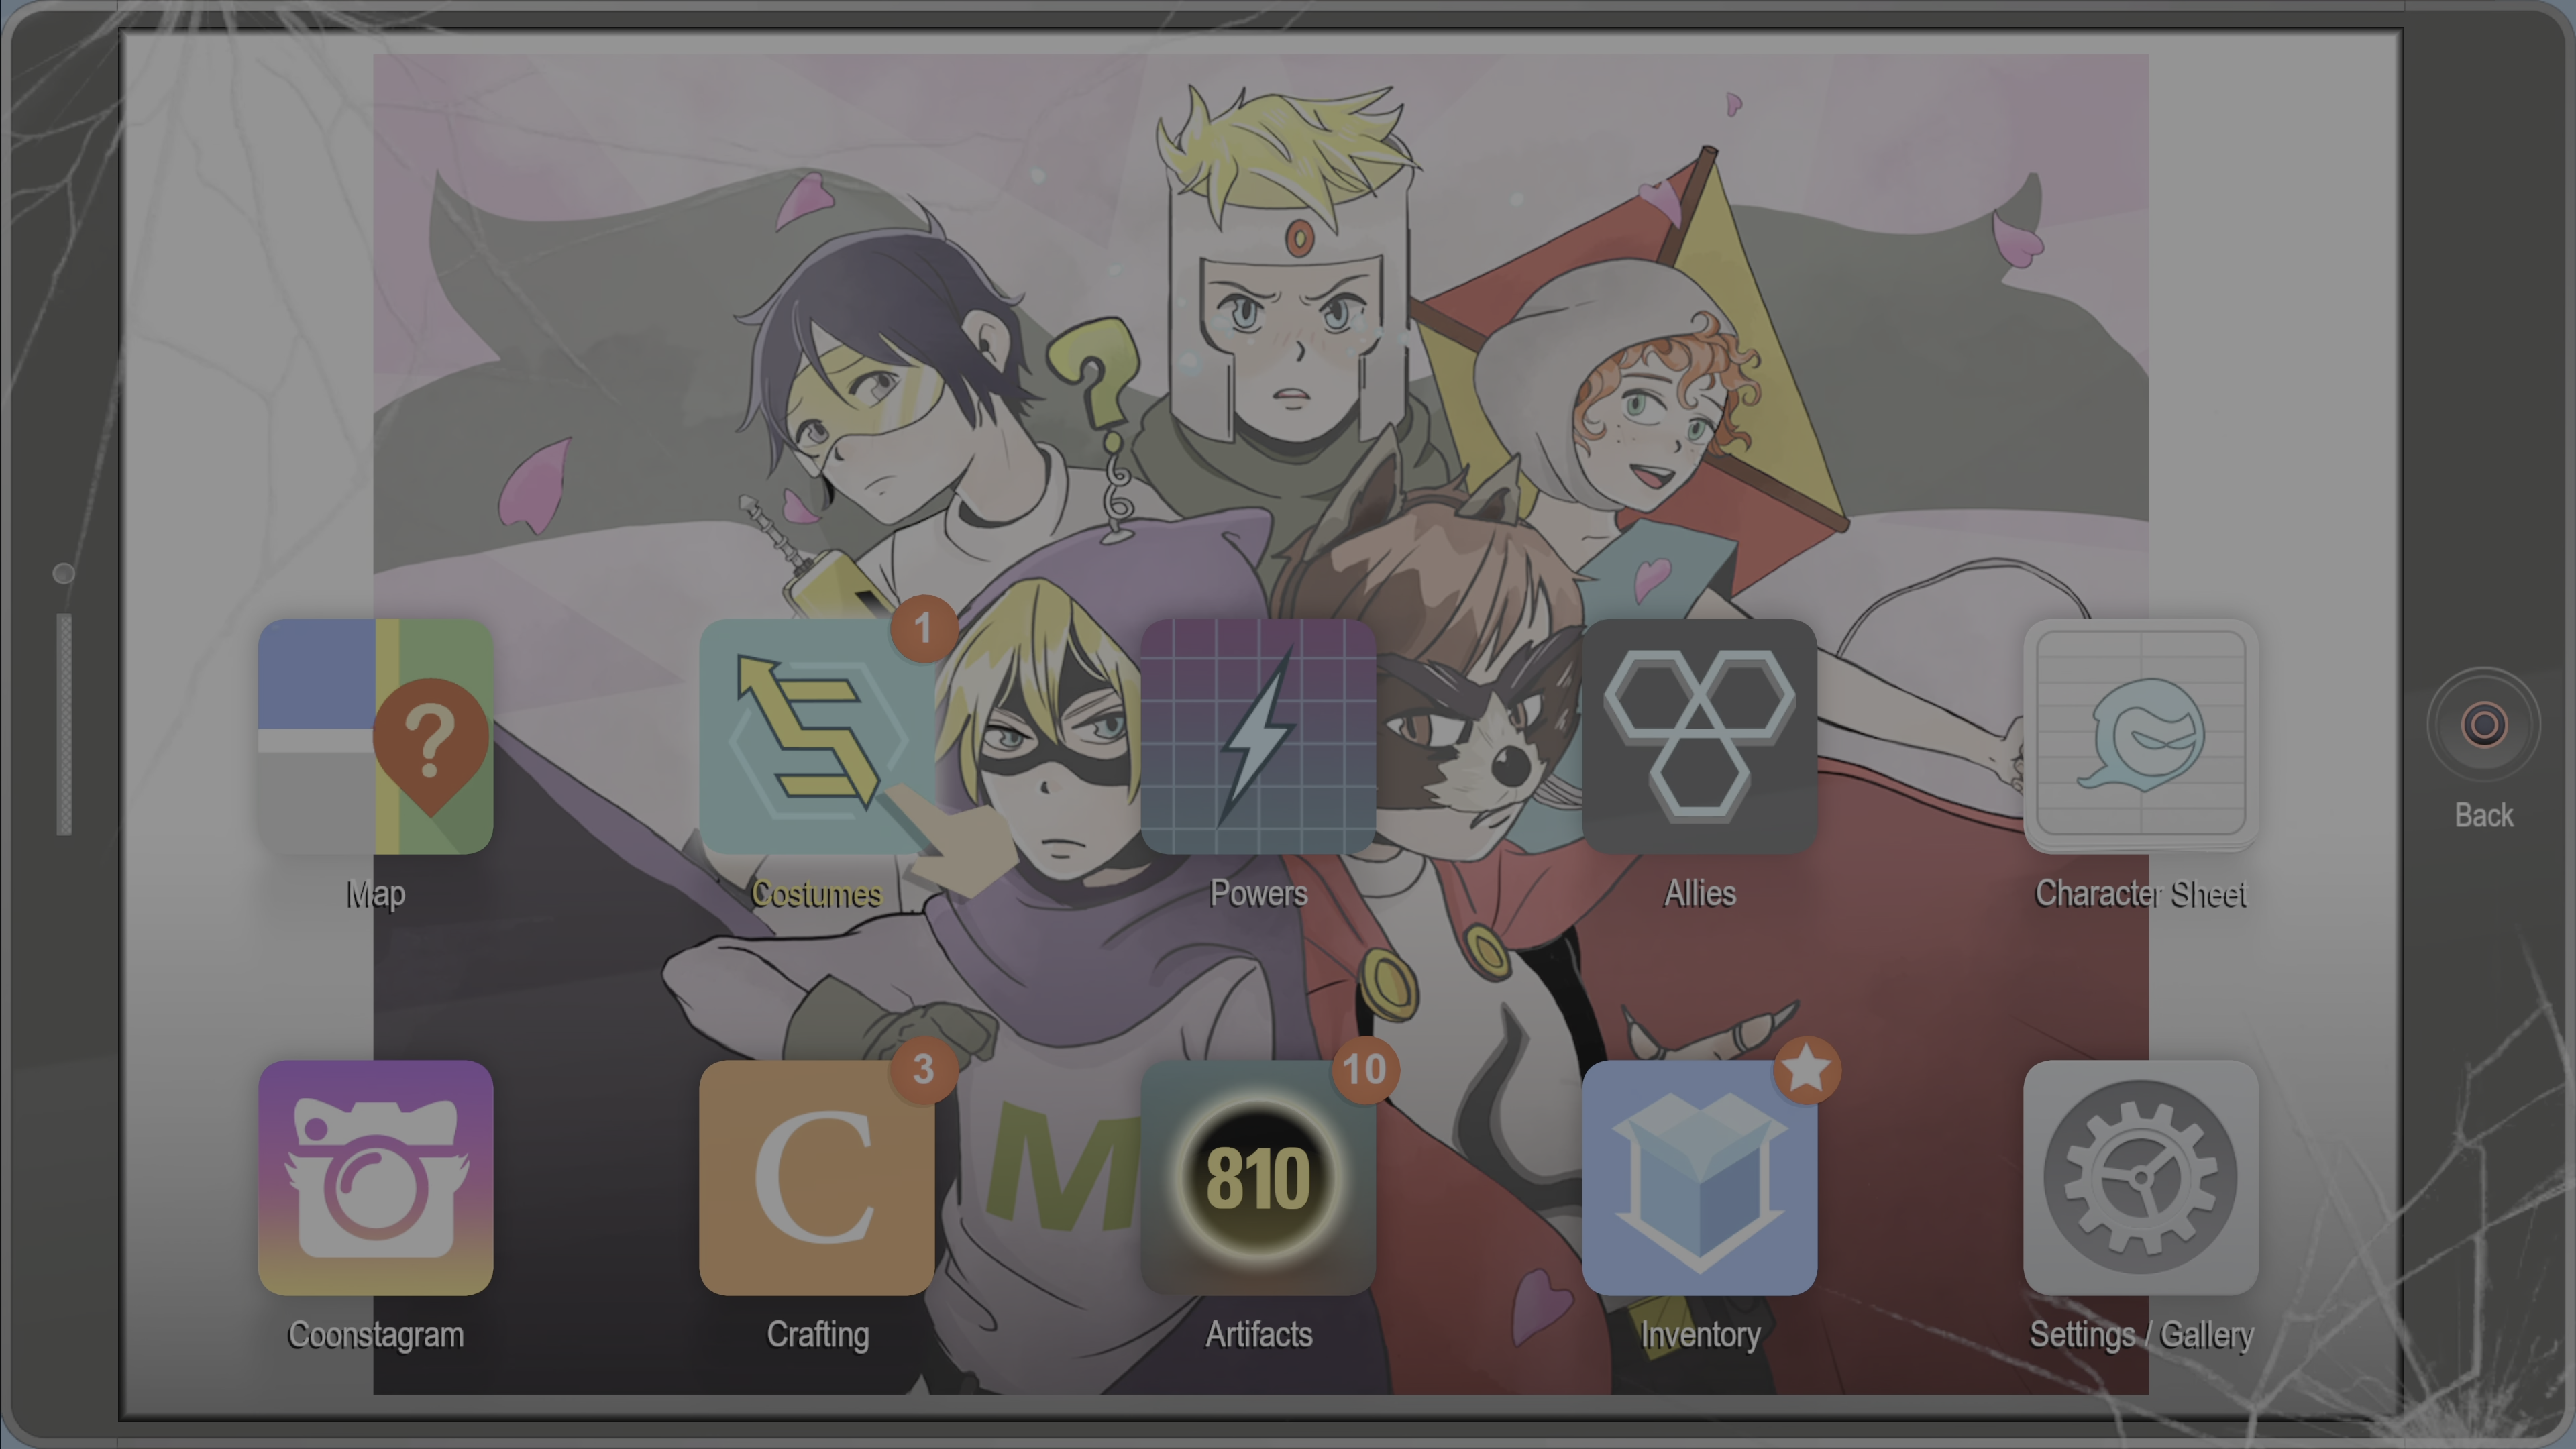 ?
1
?
Map
Costumes
Powers
Allies
Character Sheet
Back
3
10
C
M
810
Coonstagram
Crafting
Artifacts
Inventory
Settings / Gallery